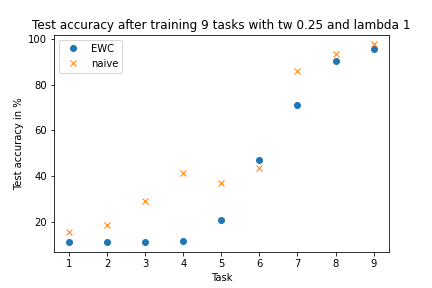 Test accuracy after training 9 tasks with tw 0.25 and lambda 1
100
80
60
40
20
Test accuracy in %
EWC
naive
1 2 3 4 5 6 7 8 9
Task